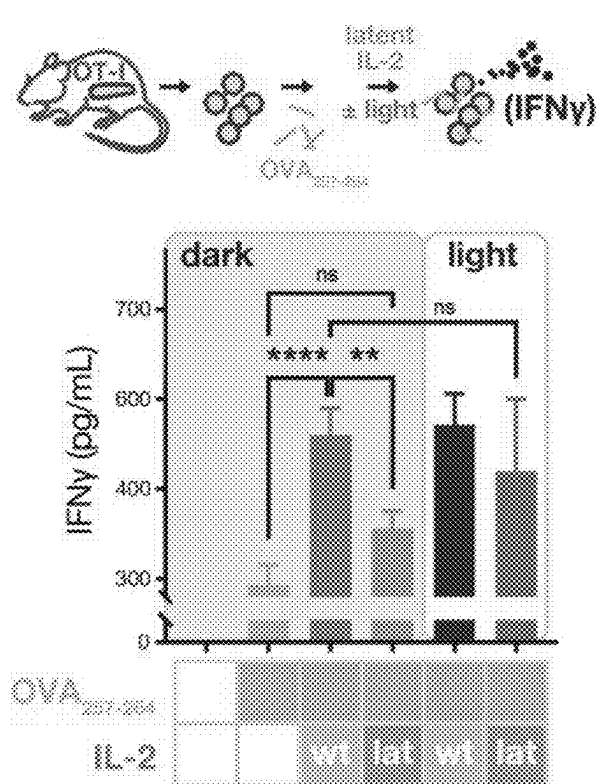 latent
OT-I
IL-2
± light
(IFNγ)
OVA257-264
dark
light
ns
ns
700
**** **
600
IFNγ (pg/mL)
400
300
0
OVA257-264
IL-2 wt lat wt lat